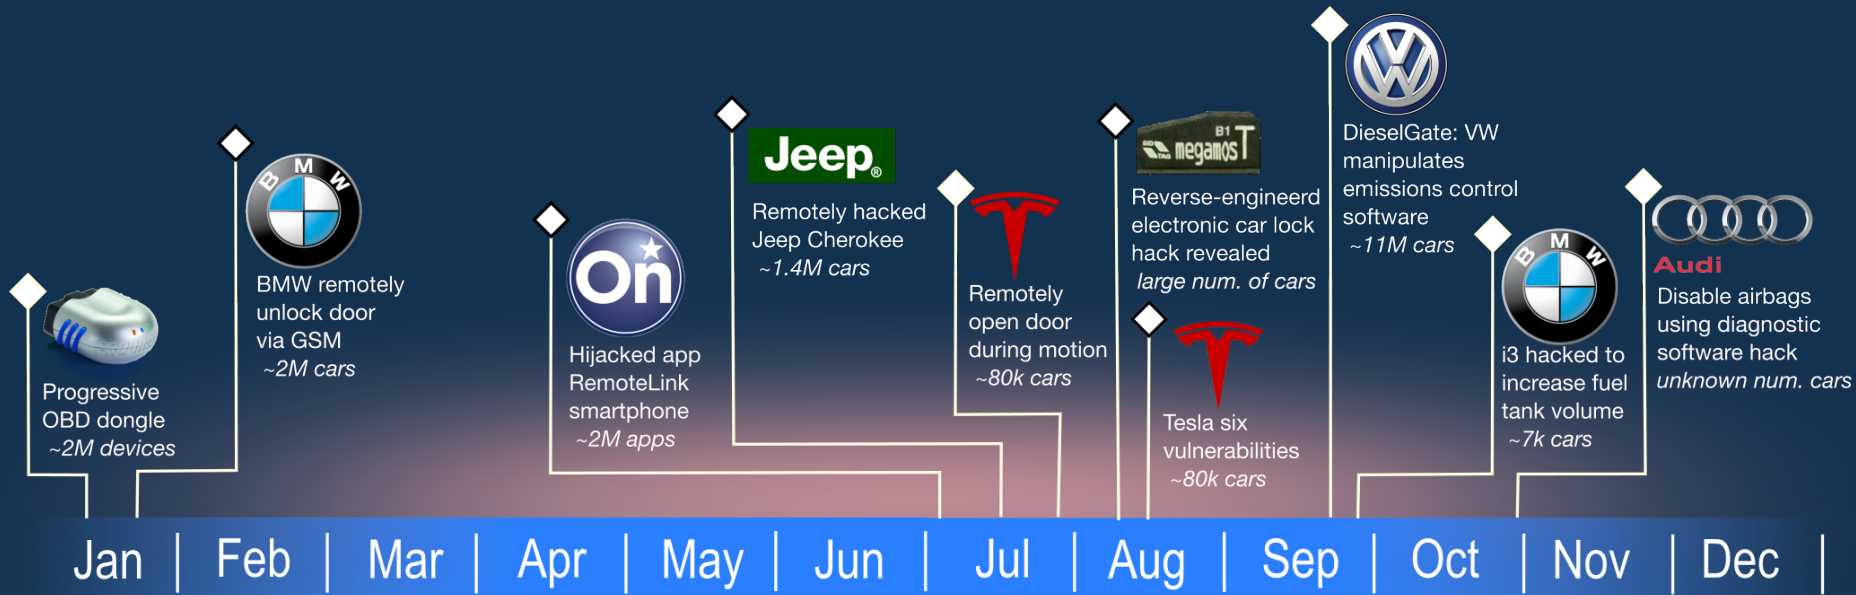 Progressive
OBD dongle
~2M devices
B M W
BMW remotely
unlock door
via GSM
~2M cars
On
Hijacked app
RemoteLink
smartphone
~2M apps
Jeep®
Remotely hacked
Jeep Cherokee
~1.4M cars
Remotely
open door
during motion
~80k cars
B1 T
megamos
Reverse-engineerd
electronic car lock
hack revealed
large num. of cars
Tesla six
vulnerabilities
~80k cars
VW
DieselGate: VW
manipulates
emissions control
software
~11M cars
B M W
i3 hacked to
increase fuel
tank volume
~7k cars
Audi
Disable airbags
using diagnostic
software hack
unknown num. cars
Jan | Feb | Mar | Apr | May | Jun | Jul | Aug | Sep | Oct | Nov | Dec |